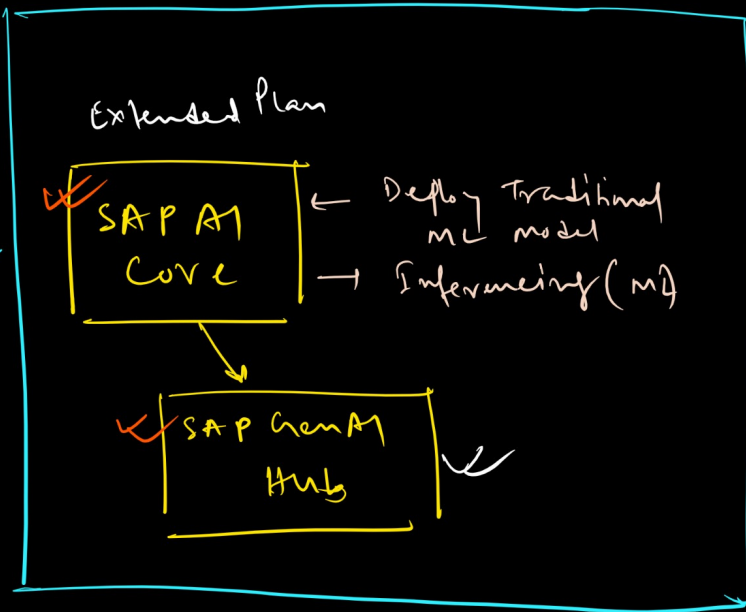 Extended Plan
SAP AI
Core
← Deploy Traditional
ML model
→ Inferencing (ML)
SAP GenAI
Hub